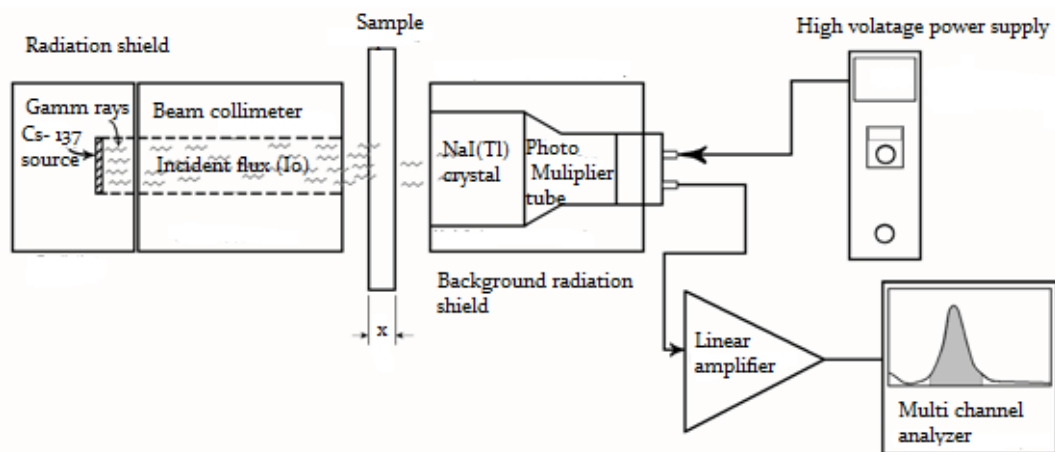 Sample
High volatage power supply
Radiation shield
Gamm rays
Cs- 137
source
Beam collimeter
Incident flux (Io)
NaI(Tl)
crystal
Photo
Muliplier
tube
Background radiation
shield
x
Linear
amplifier
Multi channel
analyzer